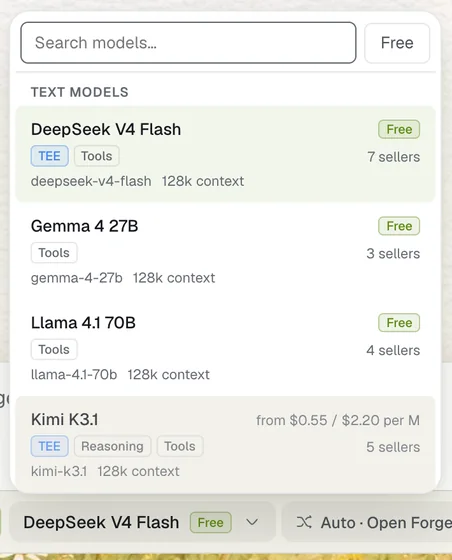 Search models...
Free
TEXT MODELS
DeepSeek V4 Flash
Free
TEE
Tools
7 sellers
deepseek-v4-flash 128k context
Gemma 4 27B
Free
Tools
3 sellers
gemma-4-27b 128k context
Llama 4.1 70B
Free
Tools
4 sellers
llama-4.1-70b 128k context
Kimi K3.1
from $0.55 / $2.20 per M
TEE
Reasoning
Tools
5 sellers
kimi-k3.1 128k context
DeepSeek V4 Flash
Free
Auto · Open Forge